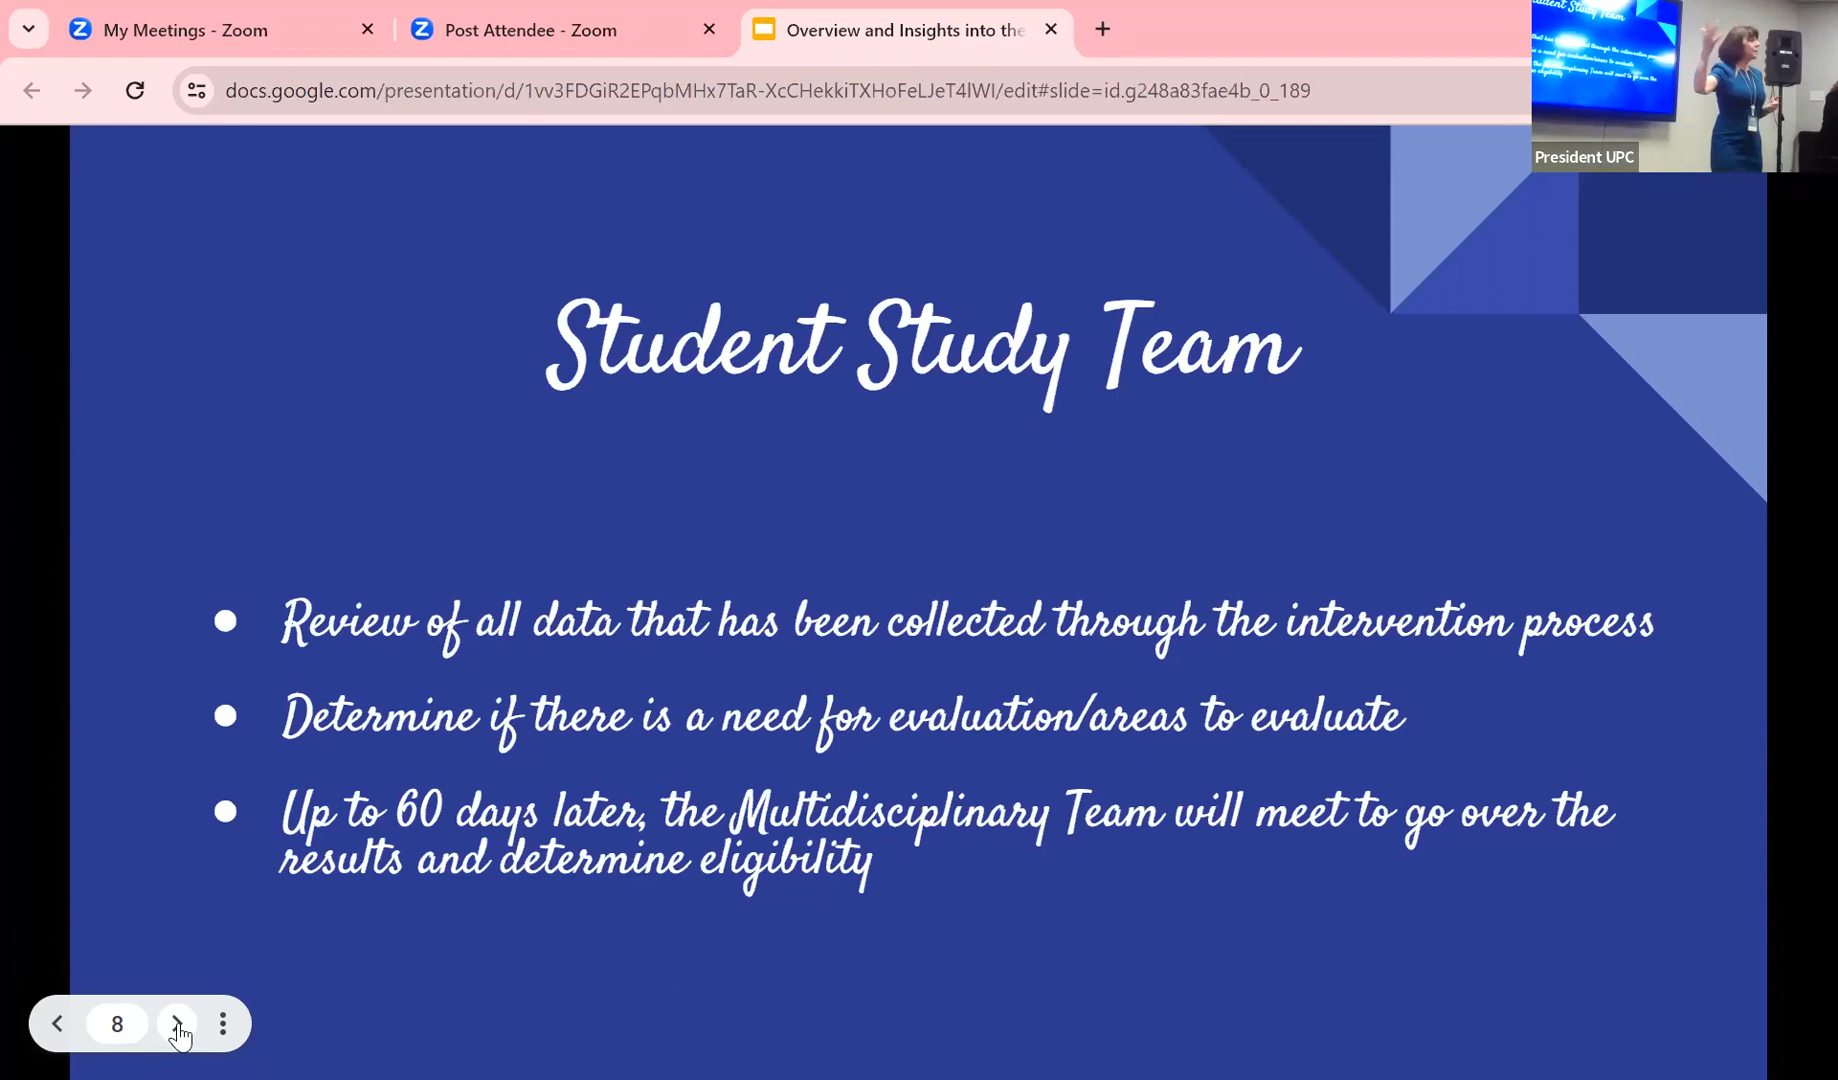 My Meetings - Zoom
Post Attendee - Zoom
Overview and Insights into the
docs.google.com/presentation/d/1vv3FDGiR2EPqbMHx7TaR-XcCHekkiTXHoFeLJeT4lWI/edit#slide=id.g248a83fae4b_0_189
Student Study Team
President UPC
Student Study Team
Review of all data that has been collected through the intervention process
Determine if there is a need for evaluation/areas to evaluate
Up to 60 days later, the Multidisciplinary Team will meet to go over the
results and determine eligibility
8